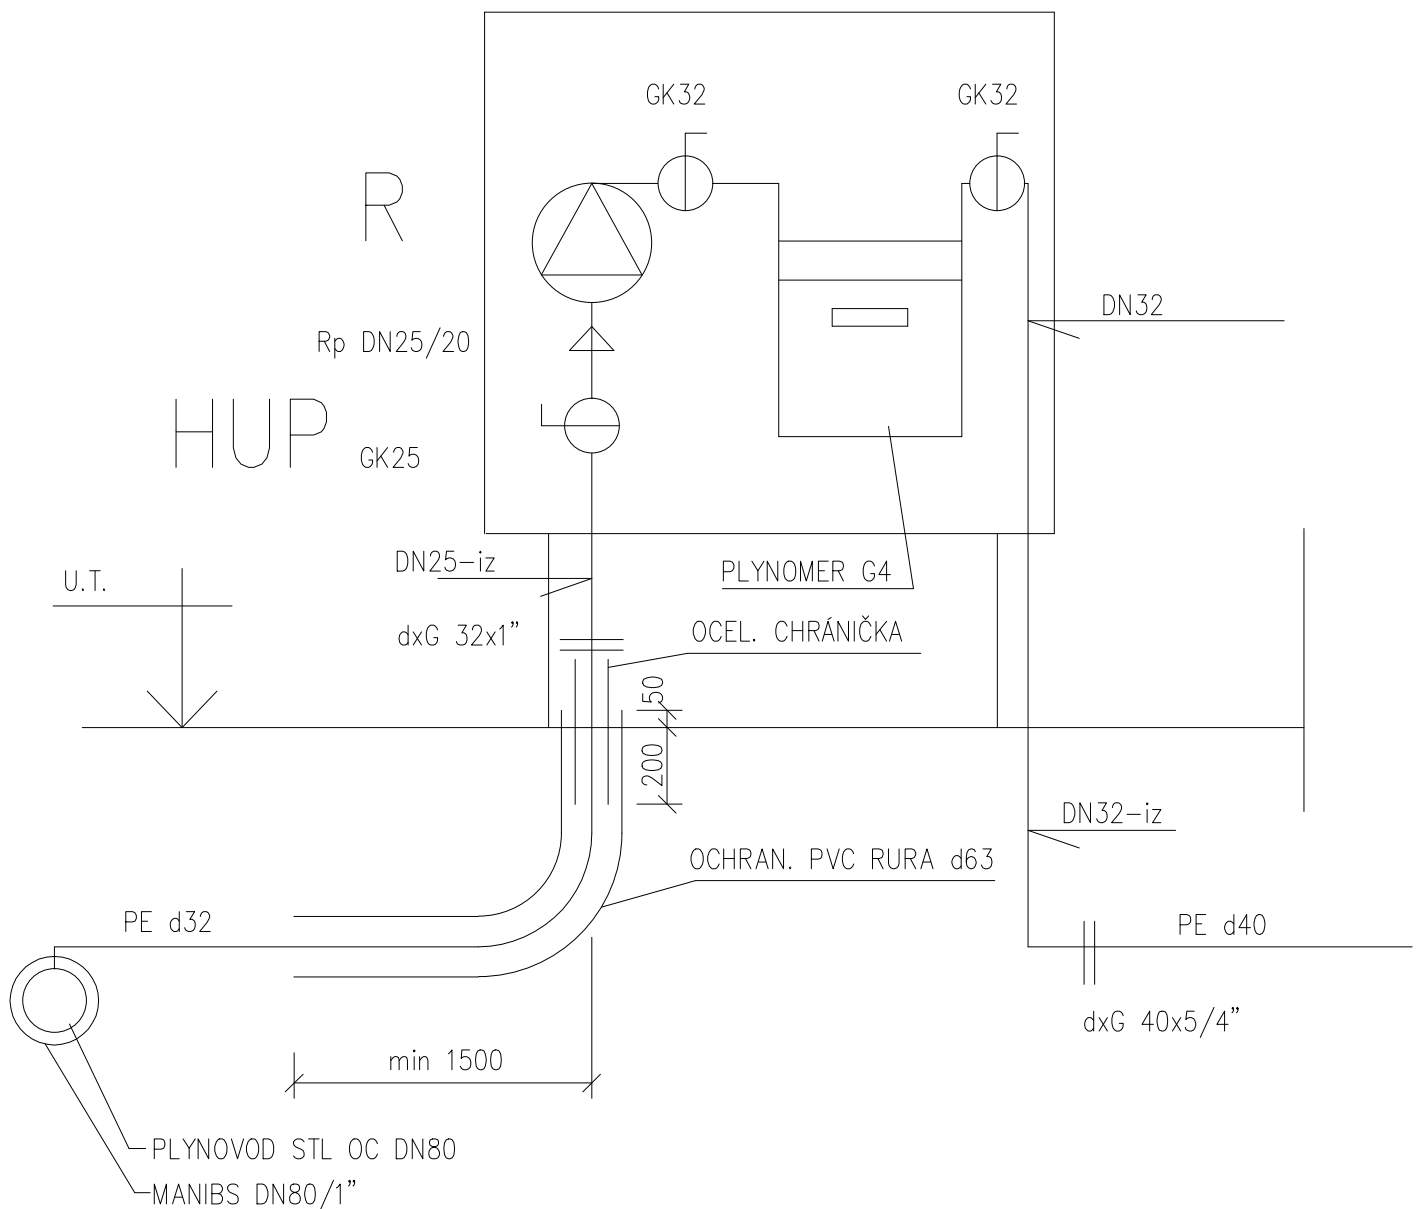 GK32
GK32
R
DN32
Rp DN25/20
HUP
GK25
DN25-iz
PLYNOMER G4
U.T.
dxG 32x1"
OCEL. CHRÁNIČKA
50
200
DN32-iz
OCHRAN. PVC RURA d63
PE d32
PE d40
dxG 40x5/4"
min 1500
PLYNOVOD STL OC DN80
MANIBS DN80/1"